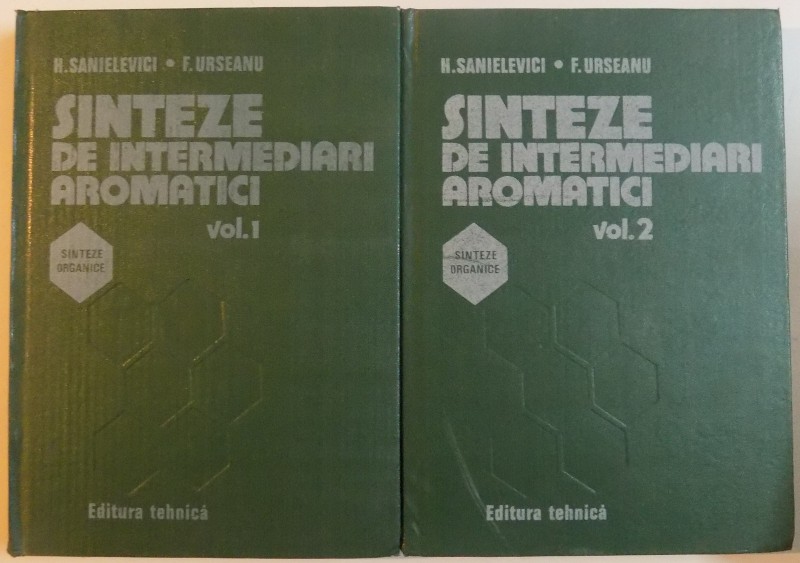 H. SANIELEVICI • F. URSEANU
SINTEZE
DE INTERMEDIARI
AROMATICI
vol.1
SINTEZE
ORGANICE
Editura tehnică
H. SANIELEVICI • F. URSEANU
SINTEZE
DE INTERMEDIARI
AROMATICI
vol.2
SINTEZE
ORGANICE
Editura tehnică